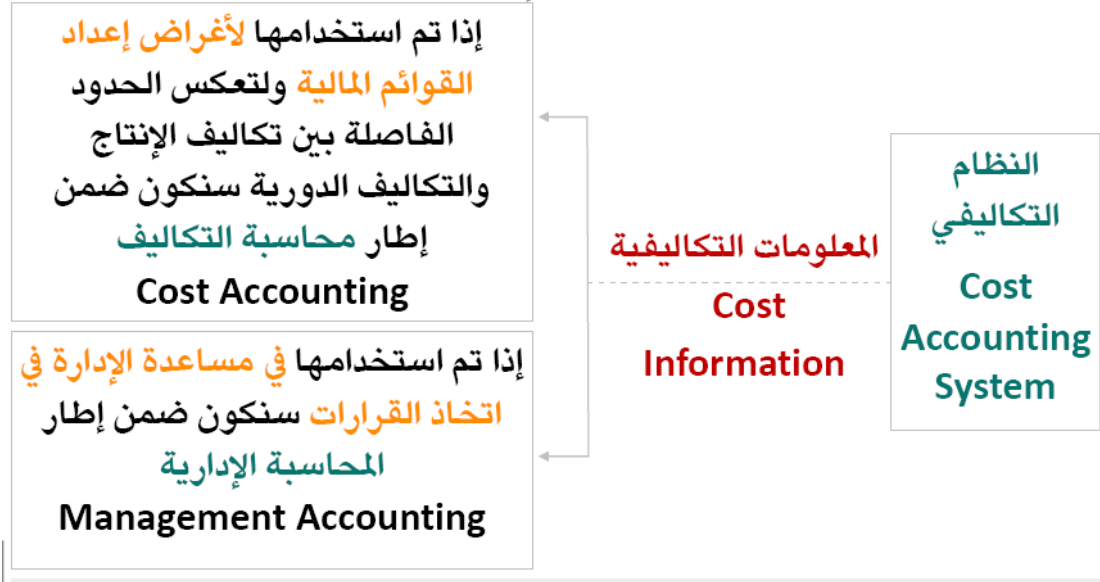 النظام
التكاليفي
Cost
Accounting
System
المعلومات التكاليفية
Cost
Information
إذا تم استخدامها لأغراض إعداد
القوائم المالية ولتعكس الحدود
الفاصلة بين تكاليف الإنتاج
والتكاليف الدورية سنكون ضمن
إطار محاسبة التكاليف
Cost Accounting
إذا تم استخدامها في مساعدة الإدارة في
اتخاذ القرارات سنكون ضمن إطار
المحاسبة الإدارية
Management Accounting